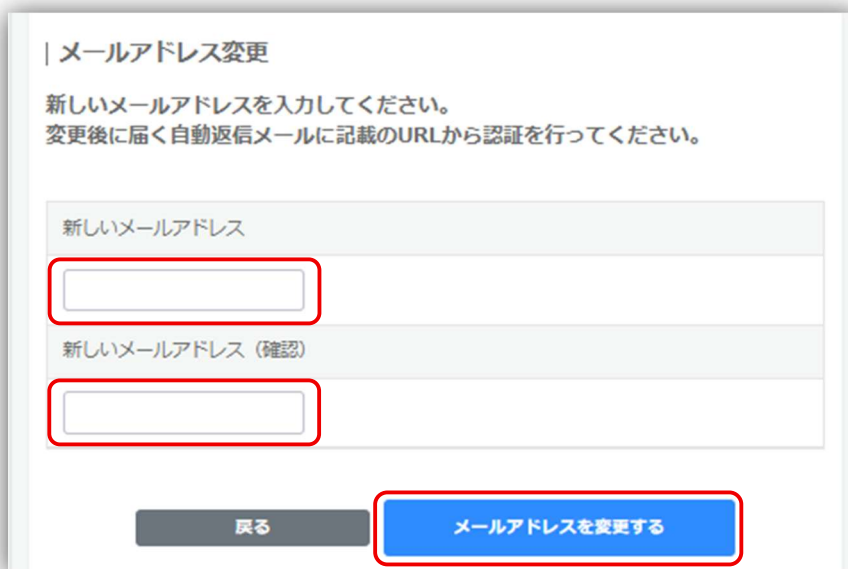 ｜メールアドレス変更
新しいメールアドレスを入力してください。
変更後に届く自動返信メールに記載のURLから認証を行ってください。
新しいメールアドレス
新しいメールアドレス（確認）
戻る
メールアドレスを変更する